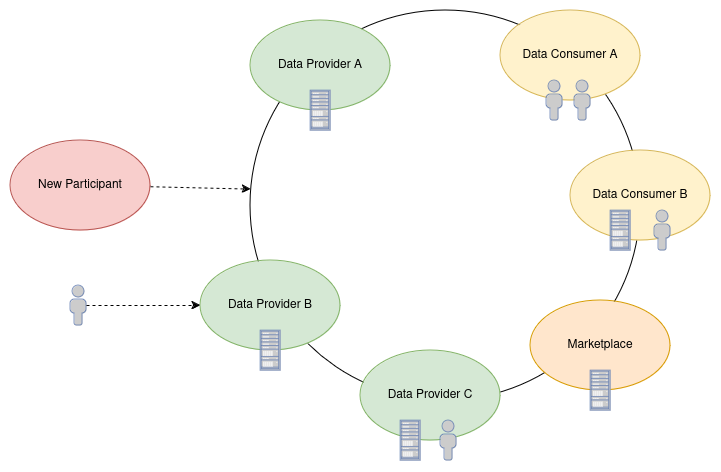 Data Provider A
Data Consumer A
New Participant
Data Consumer B
Data Provider B
Marketplace
Data Provider C